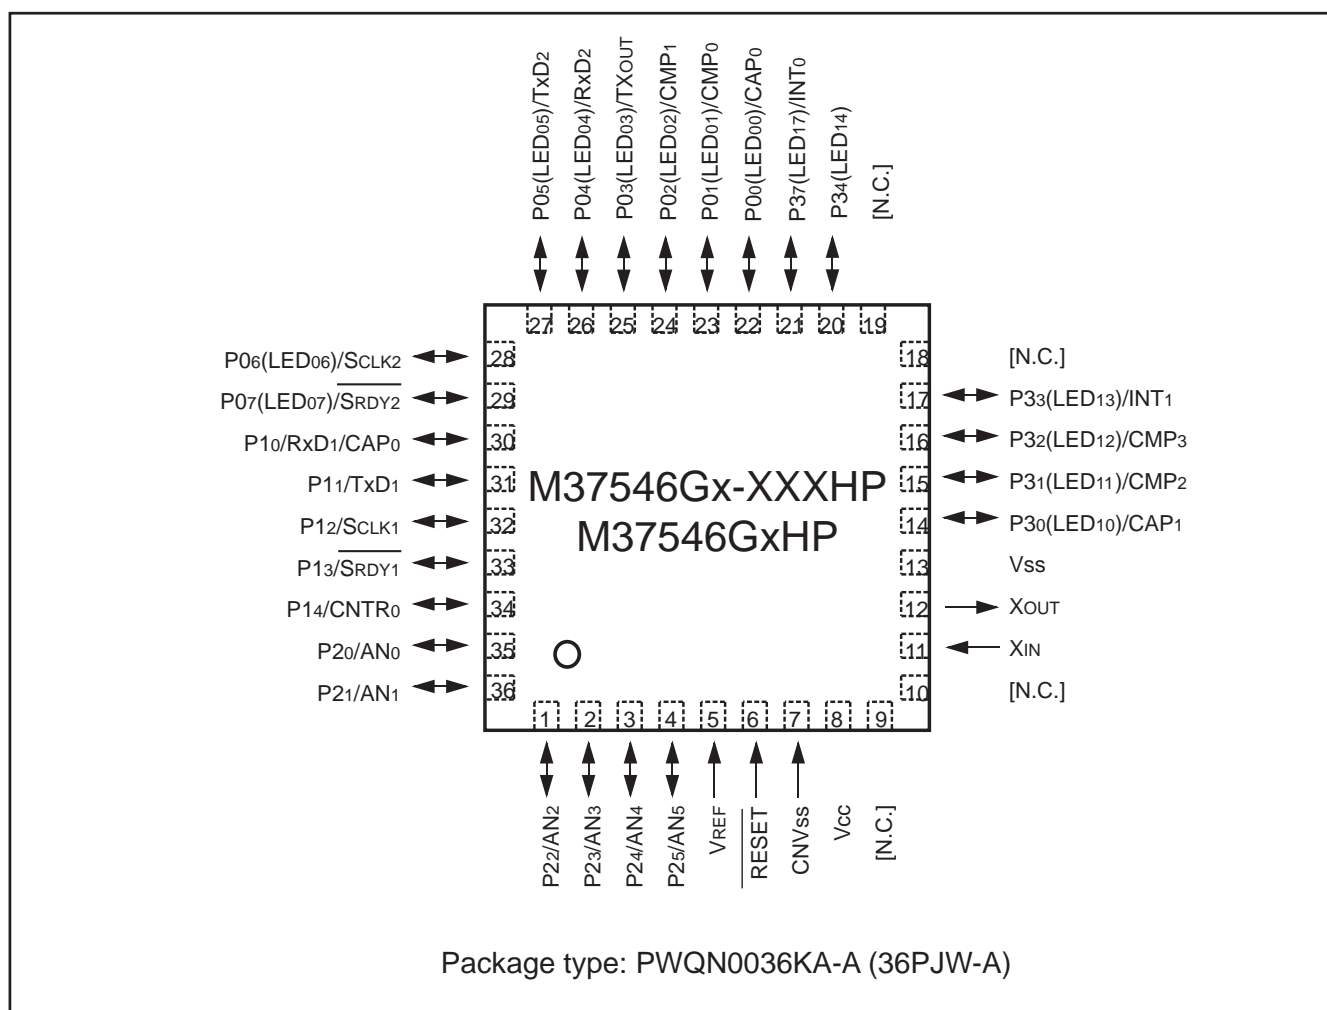 P05(LED05)/TxD2
P04(LED04)/RxD2
P03(LED03)/TXOUT
P02(LED02)/CMP1
P01(LED01)/CMP0
P00(LED00)/CAP0
P37(LED17)/INT0
P34(LED14)
[N.C.]
27 26 25 24 23 22 21 20 19
P06(LED06)/SCLK2 28
P07(LED07)/SRDY2 29
P10/RxD1/CAP0 30
P11/TxD1 31
P12/SCLK1 32
P13/SRDY1 33
P14/CNTR0 34
P20/AN0 35
P21/AN1 36
M37546Gx-XXXHP
M37546GxHP
18 [N.C.]
17 P33(LED13)/INT1
16 P32(LED12)/CMP3
15 P31(LED11)/CMP2
14 P30(LED10)/CAP1
13 Vss
12 XOUT
11 XIN
10 [N.C.]
1 2 3 4 5 6 7 8 9
P22/AN2
P23/AN3
P24/AN4
P25/AN5
VREF
RESET
CNVss
Vcc
[N.C.]
Package type: PWQN0036KA-A (36PJW-A)